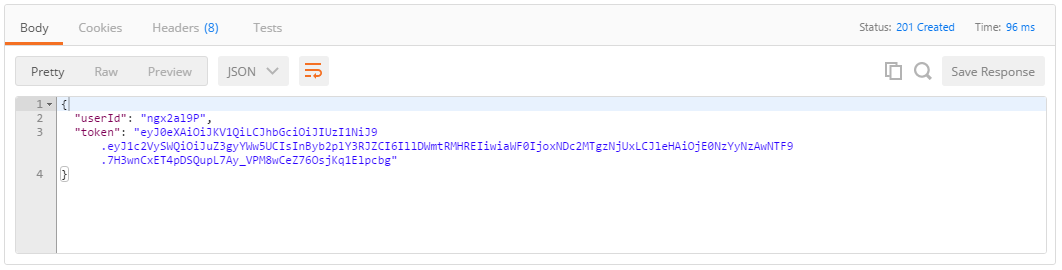 Body Cookies Headers (8) Tests Status: 201 Created Time: 96 ms
Pretty Raw Preview JSON Save Response
1 {
2 "userId": "ngx2al9P",
3 "token": "eyJ0eXAiOiJKV1QiLCJhbGciOiJIUzI1NiJ9
.eyJ1c2VySWQiOiJuZ3gyYWw5UCIsInByb2plY3RJZCI6IllDWmtRMHREIiwiaWF0IjoxNDc2MTgzNjUxLCJleHAiOjE0NzYyNzAwNTF9
.7H3wnCxET4pDSQupL7Ay_VPM8wCeZ76OsjKq1Elpcbg"
4 }